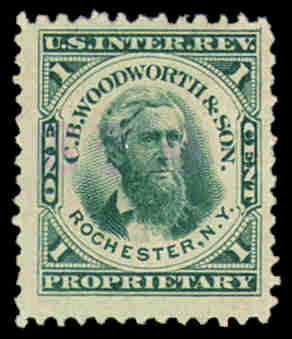 U.S. INTER. REV.
1 1
ONE
C.B. WOODWORTH & SON.
CENT
ROCHESTER, N.Y.
1 1
PROPRIETARY